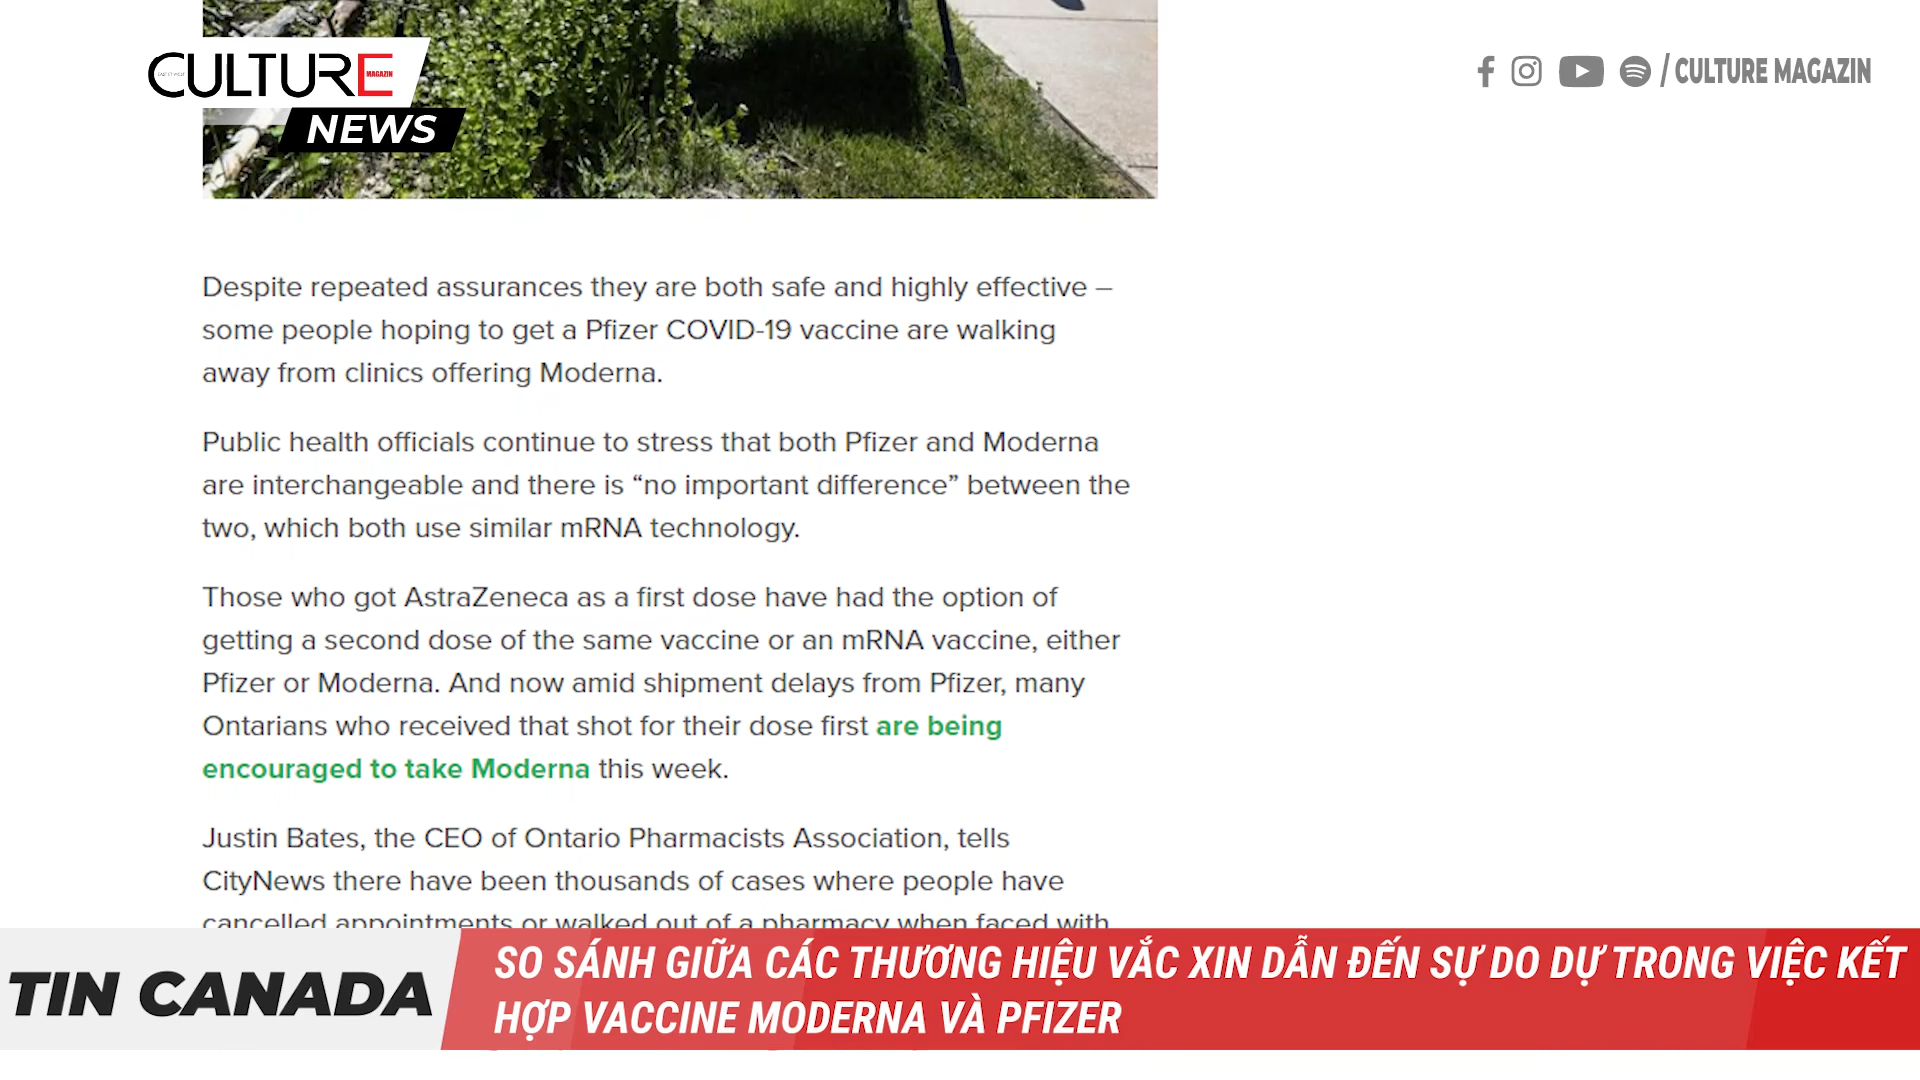 CULTURE
MAGAZIN
NEWS
/ CULTURE MAGAZIN
Despite repeated assurances they are both safe and highly effective –
some people hoping to get a Pfizer COVID-19 vaccine are walking
away from clinics offering Moderna.
Public health officials continue to stress that both Pfizer and Moderna
are interchangeable and there is “no important difference” between the
two, which both use similar mRNA technology.
Those who got AstraZeneca as a first dose have had the option of
getting a second dose of the same vaccine or an mRNA vaccine, either
Pfizer or Moderna. And now amid shipment delays from Pfizer, many
Ontarians who received that shot for their dose first are being
encouraged to take Moderna this week.
Justin Bates, the CEO of Ontario Pharmacists Association, tells
CityNews there have been thousands of cases where people have
cancelled appointments or walked out of a pharmacy when faced with
TIN CANADA
SO SÁNH GIỮA CÁC THƯƠNG HIỆU VẮC XIN DẪN ĐẾN SỰ DO DỰ TRONG VIỆC KẾT
HỢP VACCINE MODERNA VÀ PFIZER